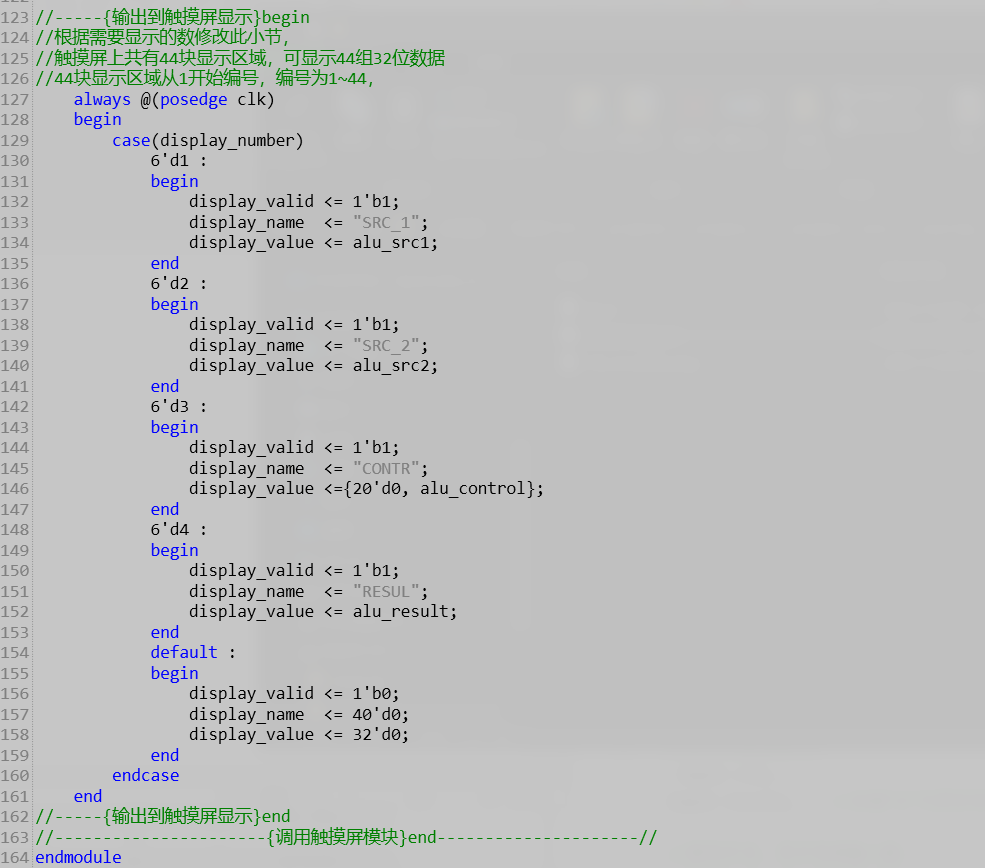 123 //-----{输出到触摸屏显示}begin
124 //根据需要显示的数修改此小节，
125 //触摸屏上共有44块显示区域，可显示44组32位数据
126 //44块显示区域从1开始编号，编号为1~44，
127     always @(posedge clk)
128     begin
129         case(display_number)
130             6'd1 :
131             begin
132                 display_valid <= 1'b1;
133                 display_name  <= "SRC_1";
134                 display_value <= alu_src1;
135             end
136             6'd2 :
137             begin
138                 display_valid <= 1'b1;
139                 display_name  <= "SRC_2";
140                 display_value <= alu_src2;
141             end
142             6'd3 :
143             begin
144                 display_valid <= 1'b1;
145                 display_name  <= "CONTR";
146                 display_value <={20'd0, alu_control};
147             end
148             6'd4 :
149             begin
150                 display_valid <= 1'b1;
151                 display_name  <= "RESUL";
152                 display_value <= alu_result;
153             end
154             default :
155             begin
156                 display_valid <= 1'b0;
157                 display_name  <= 40'd0;
158                 display_value <= 32'd0;
159             end
160         endcase
161     end
162 //-----{输出到触摸屏显示}end
163 //----------------------{调用触摸屏模块}end---------------------//
164 endmodule